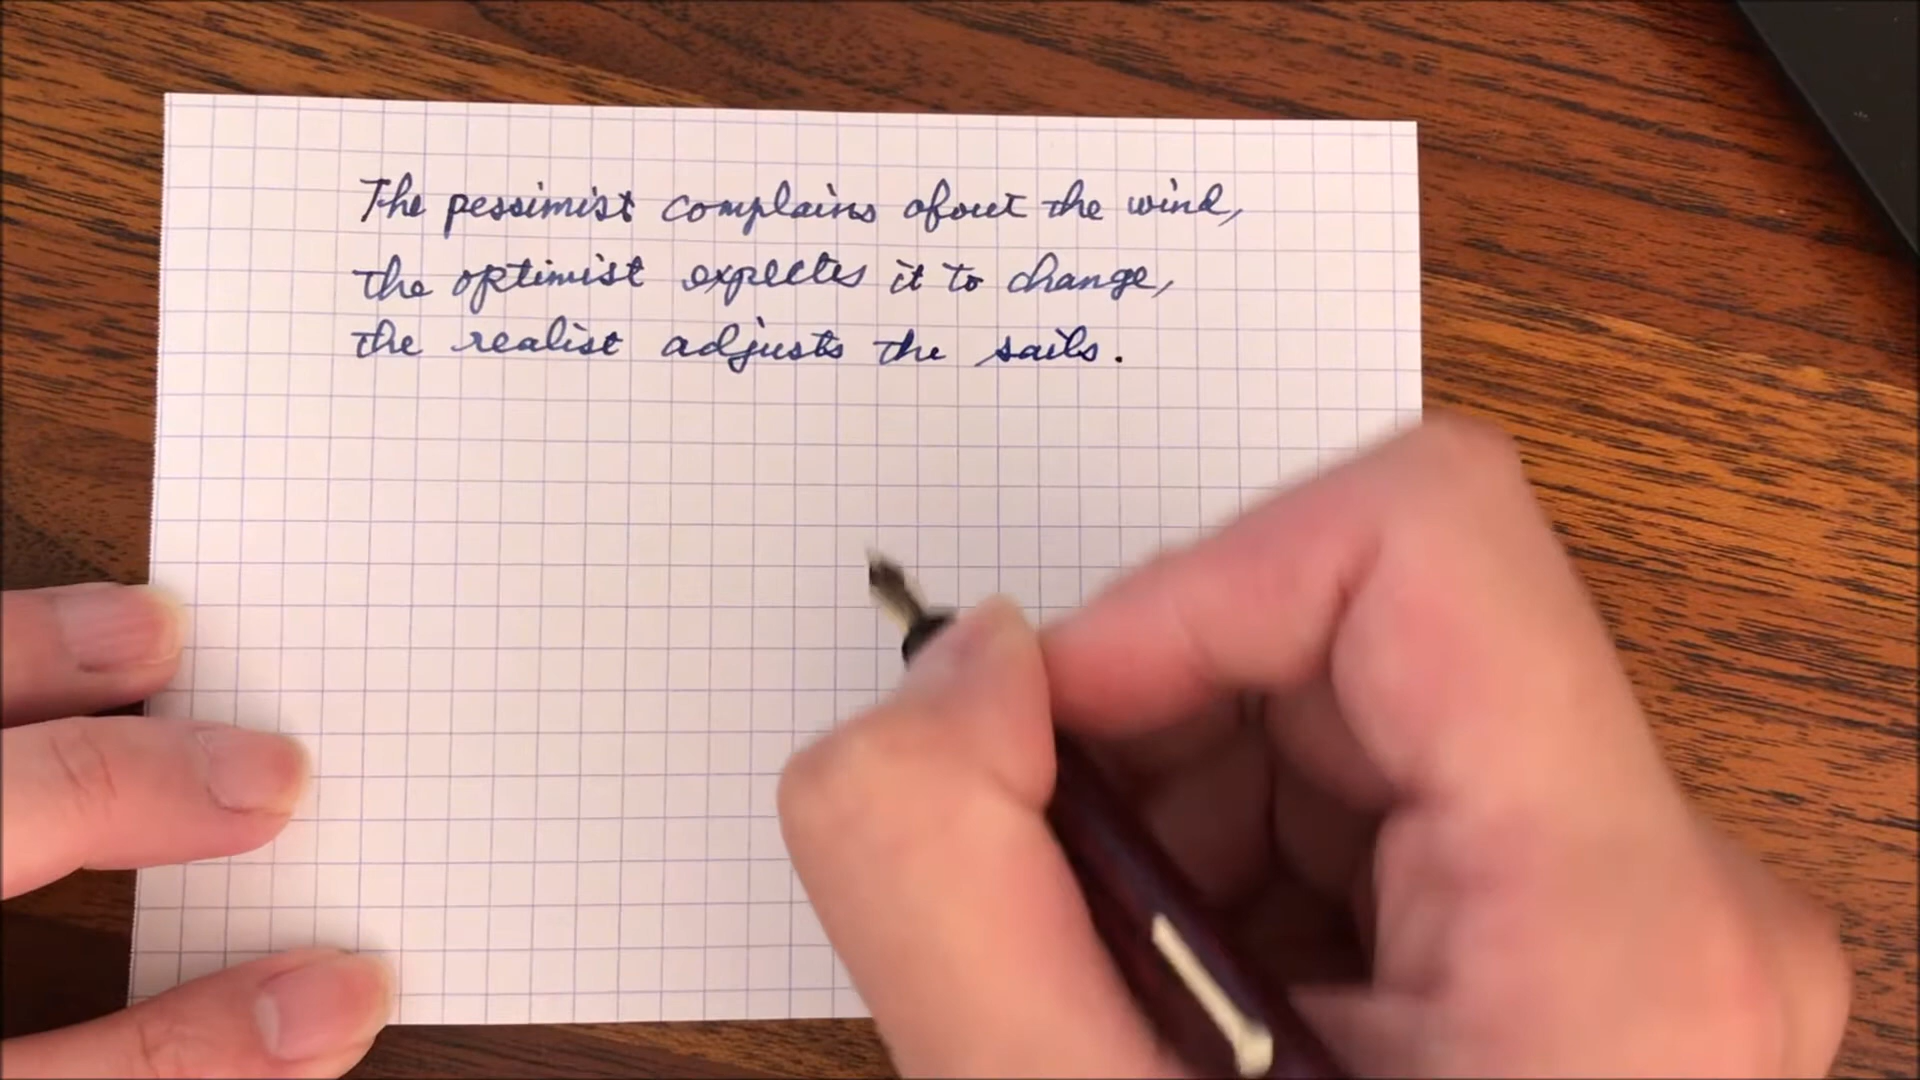 The pessimist complains about the wind,
the optimist expects it to change,
the realist adjusts the sails.